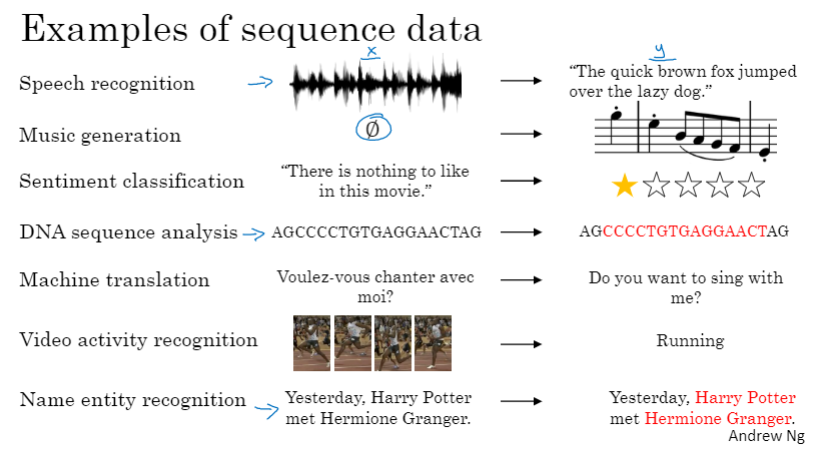 Examples of sequence data
x
y
Speech recognition
"The quick brown fox jumped
over the lazy dog."
Music generation
∅
Sentiment classification
"There is nothing to like
in this movie."
DNA sequence analysis
AGCCCCTGTGAGGAACTAG
AGCCCCTGTGAGGAACTAG
Machine translation
Voulez-vous chanter avec
moi?
Do you want to sing with
me?
Video activity recognition
Running
Name entity recognition
Yesterday, Harry Potter
met Hermione Granger.
Yesterday, Harry Potter
met Hermione Granger.
Andrew Ng